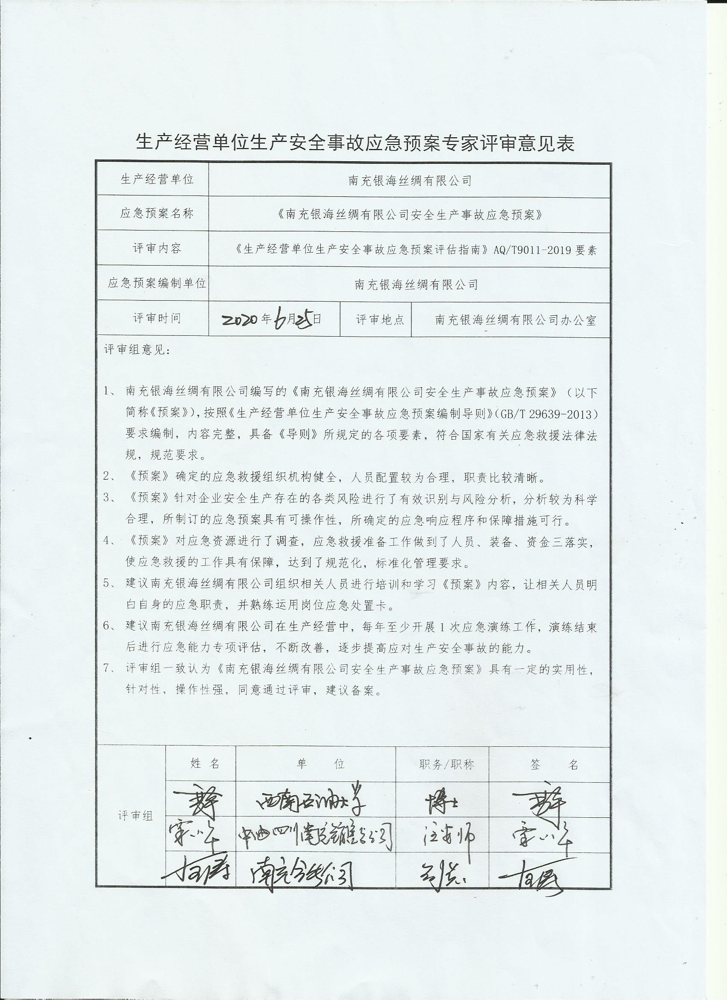 生产经营单位生产安全事故应急预案专家评审意见表
生产经营单位 南充银海丝绸有限公司
应急预案名称 《南充银海丝绸有限公司安全生产事故应急预案》
评审内容 《生产经营单位生产安全事故应急预案评估指南》AQ/T9011-2019要素
应急预案编制单位 南充银海丝绸有限公司
评审时间 2020年6月25日 评审地点 南充银海丝绸有限公司办公室
评审组意见：
1、 南充银海丝绸有限公司编写的《南充银海丝绸有限公司安全生产事故应急预案》（以下
简称《预案》），按照《生产经营单位生产安全事故应急预案编制导则》（GB/T 29639-2013）
要求编制，内容完整，具备《导则》所规定的各项要素，符合国家有关应急救援法律法
规，规范要求。
2、 《预案》确定的应急救援组织机构健全，人员配置较为合理，职责比较清晰。
3、 《预案》针对企业安全生产存在的各类风险进行了有效识别与风险分析，分析较为科学
合理，所制订的应急预案具有可操作性，所确定的应急响应程序和保障措施可行。
4、 《预案》对应急资源进行了调查，应急救援准备工作做到了人员、装备、资金三落实，
使应急救援的工作具有保障，达到了规范化，标准化管理要求。
5、 建议南充银海丝绸有限公司组织相关人员进行培训和学习《预案》内容，让相关人员明
白自身的应急职责，并熟练运用岗位应急处置卡。
6、 建议南充银海丝绸有限公司在生产经营中，每年至少开展1次应急演练工作，演练结束
后进行应急能力专项评估，不断改善，逐步提高应对生产安全事故的能力。
7、 评审组一致认为《南充银海丝绸有限公司安全生产事故应急预案》具有一定的实用性，
针对性，操作性强，同意通过评审，建议备案。
评审组 姓 名 单 位 职务/职称 签 名
西南石油大学 博士
中油四川南充销售分公司 注安师